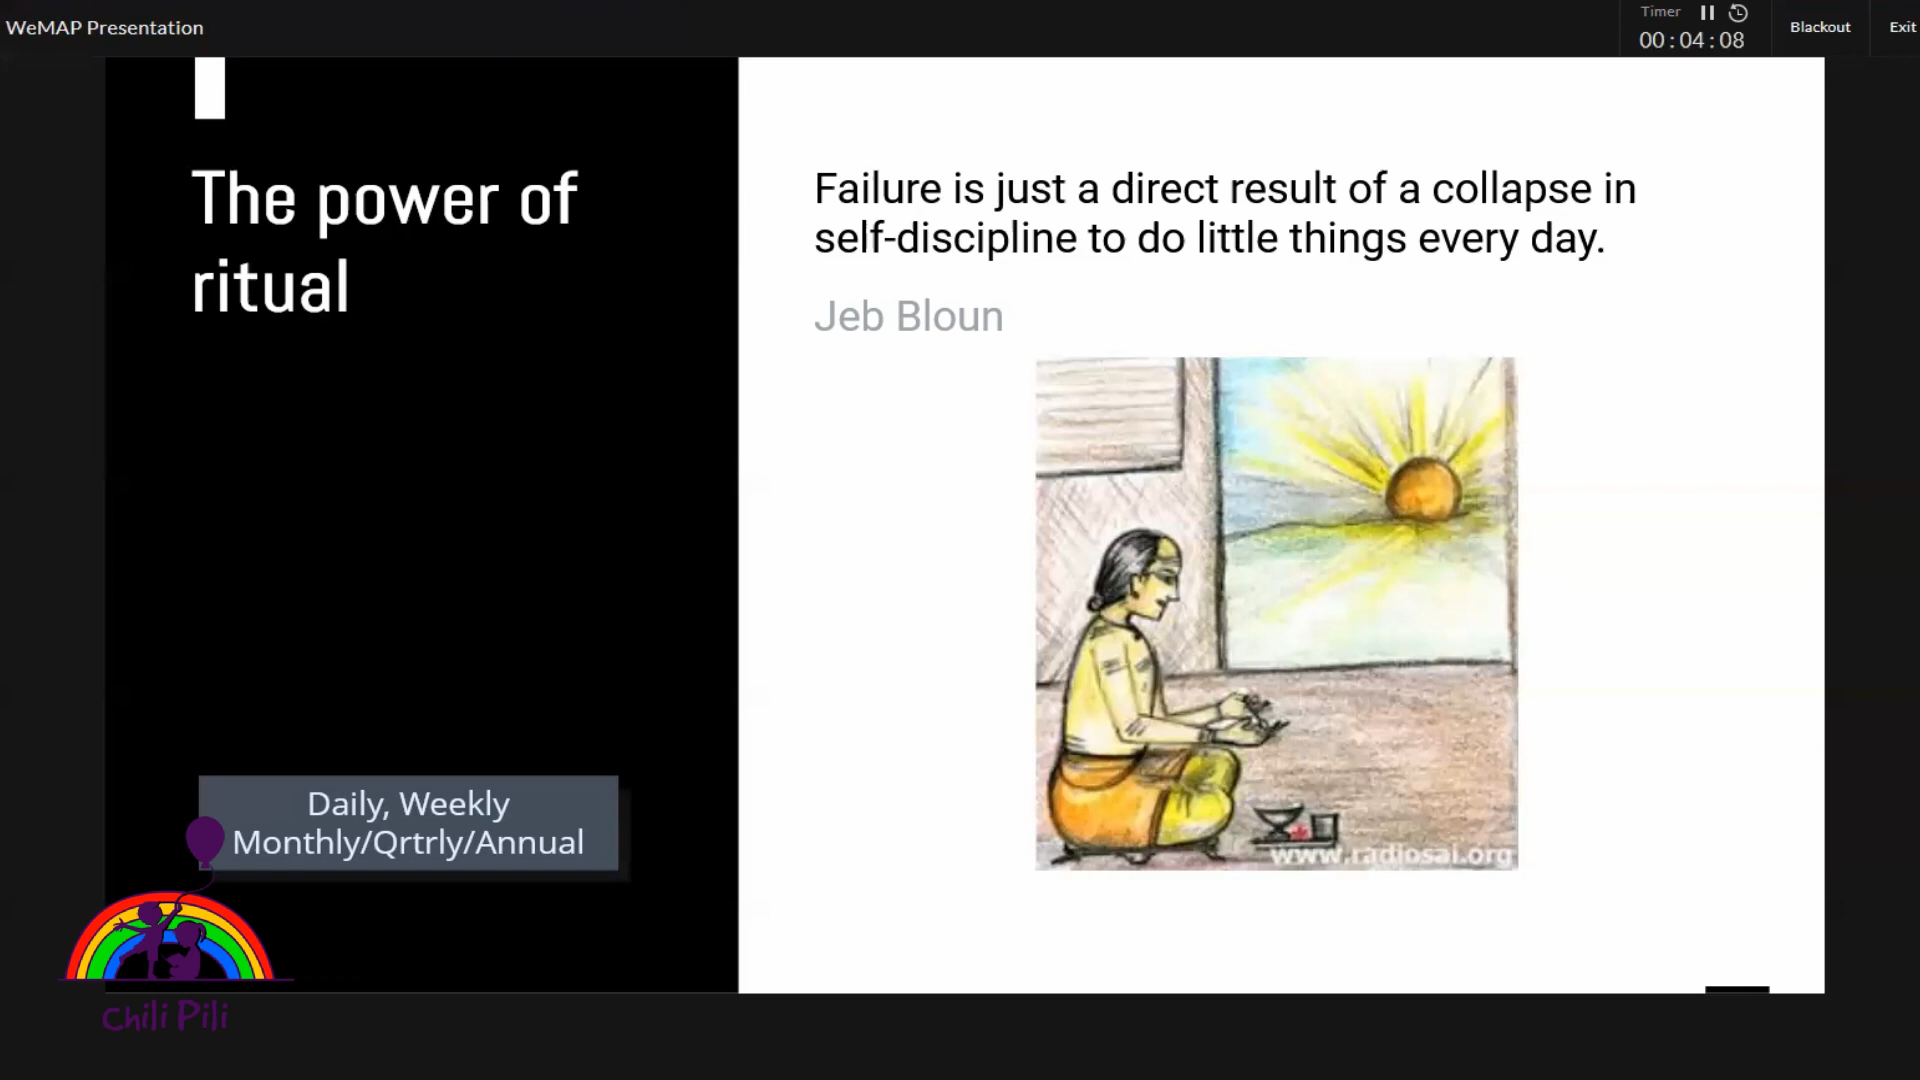 WeMAP Presentation
Timer
00:04:08
Blackout
Exit
The power of
ritual
Failure is just a direct result of a collapse in
self-discipline to do little things every day.
Jeb Bloun
www.radiosai.org
Daily, Weekly
Monthly/Qrtrly/Annual
Chili Pili